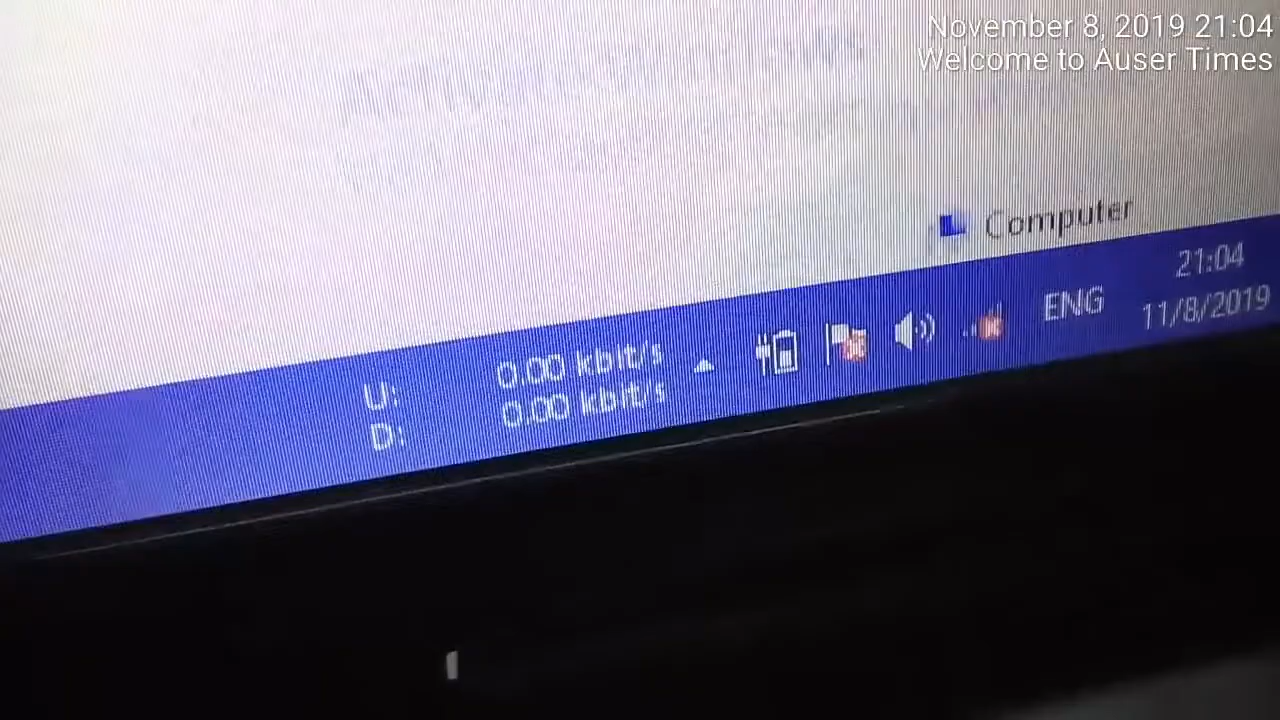 November 8, 2019 21:04
Welcome to Auser Times
Computer
U: 0.00 kbit/s
D: 0.00 kbit/s
ENG
21:04
11/8/2019